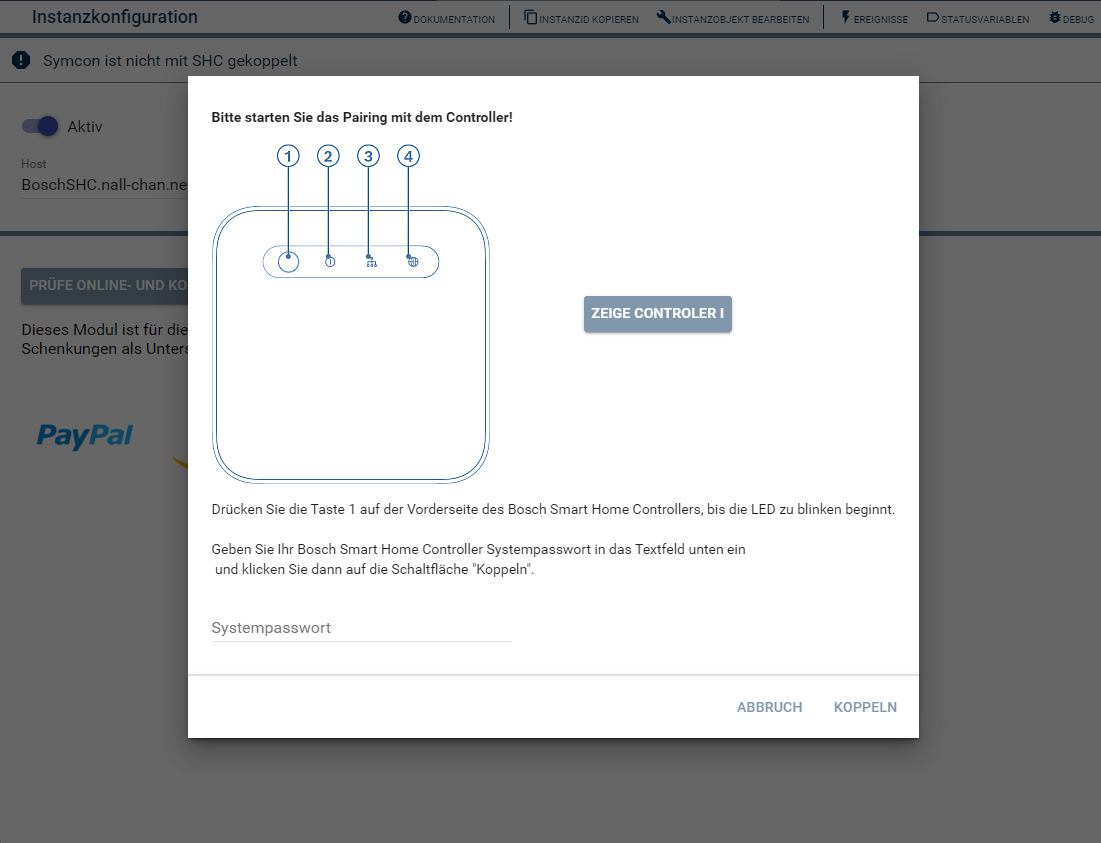 Instanzkonfiguration
DOKUMENTATION
INSTANZID KOPIEREN
INSTANZOBJEKT BEARBEITEN
EREIGNISSE
STATUSVARIABLEN
DEBUG
Symcon ist nicht mit SHC gekoppelt
Aktiv
Host
BoschSHC.nall-chan.ne
PRÜFE ONLINE- UND KO
Dieses Modul ist für die
Schenkungen als Unters
PayPal
Bitte starten Sie das Pairing mit dem Controller!
1 2 3 4
ZEIGE CONTROLER I
Drücken Sie die Taste 1 auf der Vorderseite des Bosch Smart Home Controllers, bis die LED zu blinken beginnt.
Geben Sie Ihr Bosch Smart Home Controller Systempasswort in das Textfeld unten ein
und klicken Sie dann auf die Schaltfläche "Koppeln".
Systempasswort
ABBRUCH
KOPPELN